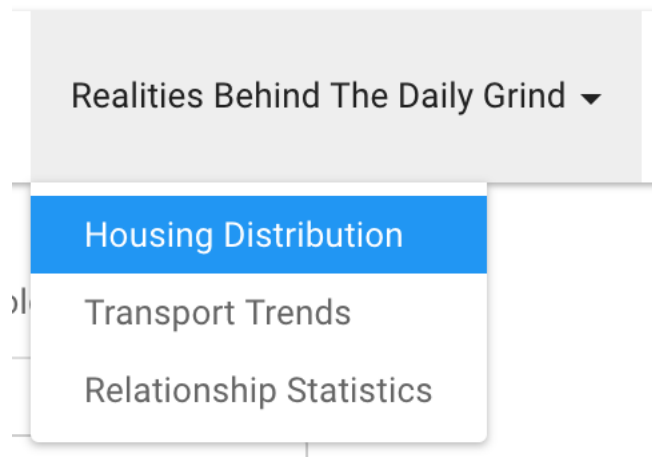 Realities Behind The Daily Grind
Housing Distribution
Transport Trends
Relationship Statistics